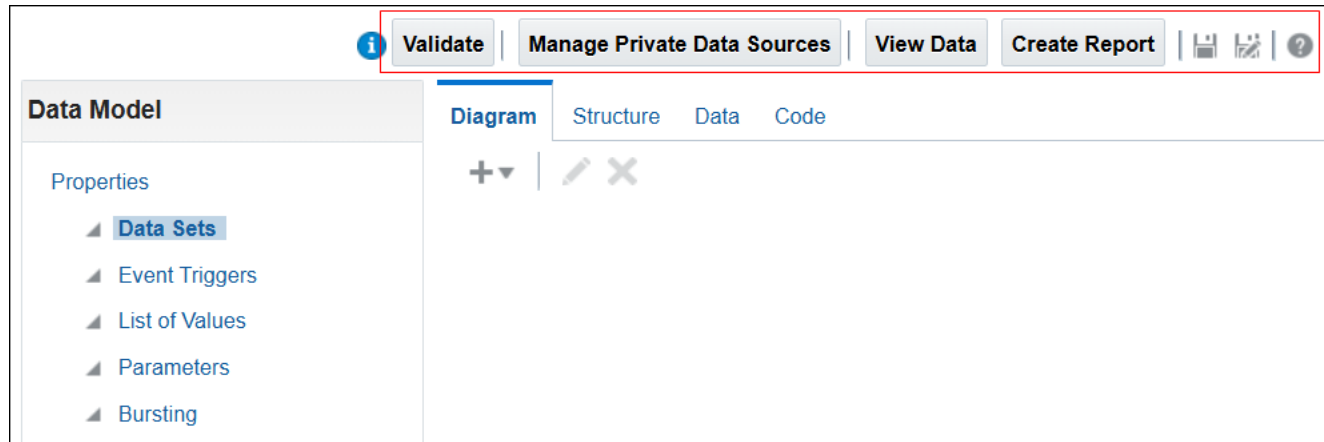 Validate Manage Private Data Sources View Data Create Report
Data Model
Diagram Structure Data Code
Properties
Data Sets
Event Triggers
List of Values
Parameters
Bursting